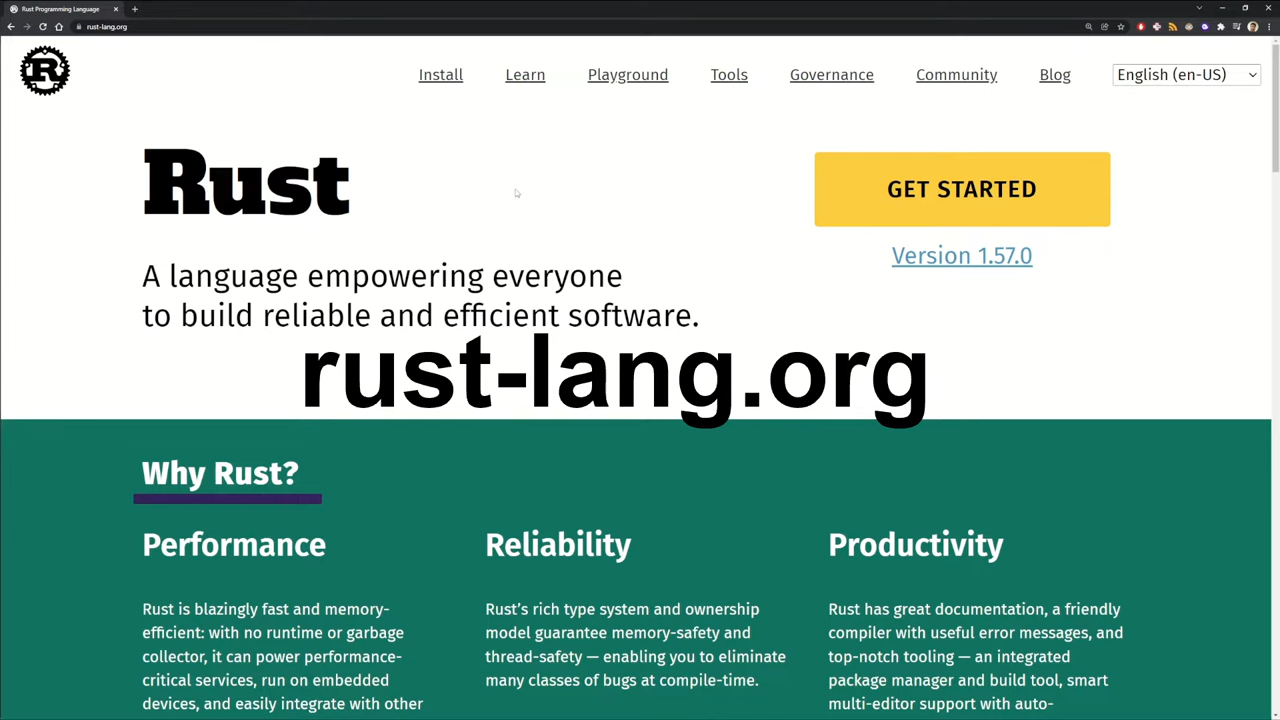 Rust Programming Language
rust-lang.org
R
Install Learn Playground Tools Governance Community Blog English (en-US)
Rust
GET STARTED
Version 1.57.0
A language empowering everyone
to build reliable and efficient software.
rust-lang.org
Why Rust?
Performance
Rust is blazingly fast and memory-
efficient: with no runtime or garbage
collector, it can power performance-
critical services, run on embedded
devices, and easily integrate with other
Reliability
Rust’s rich type system and ownership
model guarantee memory-safety and
thread-safety — enabling you to eliminate
many classes of bugs at compile-time.
Productivity
Rust has great documentation, a friendly
compiler with useful error messages, and
top-notch tooling — an integrated
package manager and build tool, smart
multi-editor support with auto-